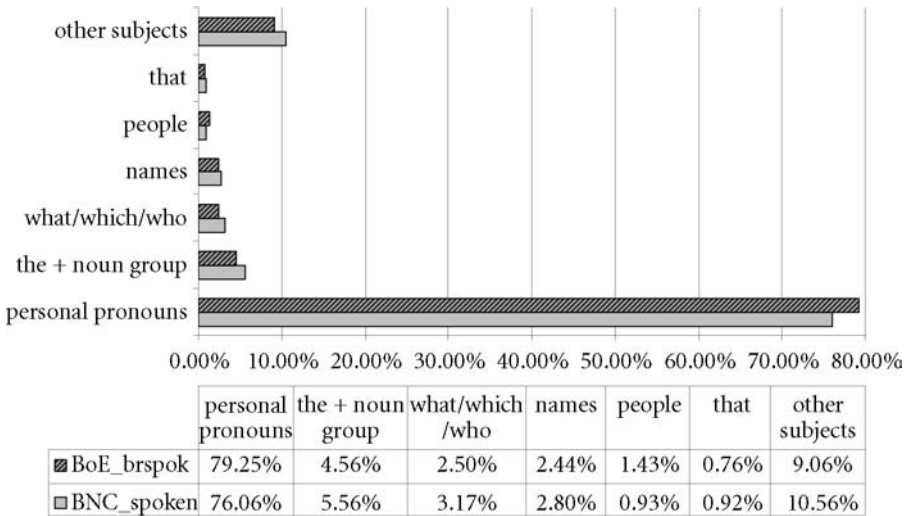 other subjects
that
people
names
what/which/who
the + noun group
personal pronouns
0.00% 10.00% 20.00% 30.00% 40.00% 50.00% 60.00% 70.00% 80.00%
personal pronouns the + noun group what/which /who names people that other subjects
BoE_brspok 79.25% 4.56% 2.50% 2.44% 1.43% 0.76% 9.06%
BNC_spoken 76.06% 5.56% 3.17% 2.80% 0.93% 0.92% 10.56%